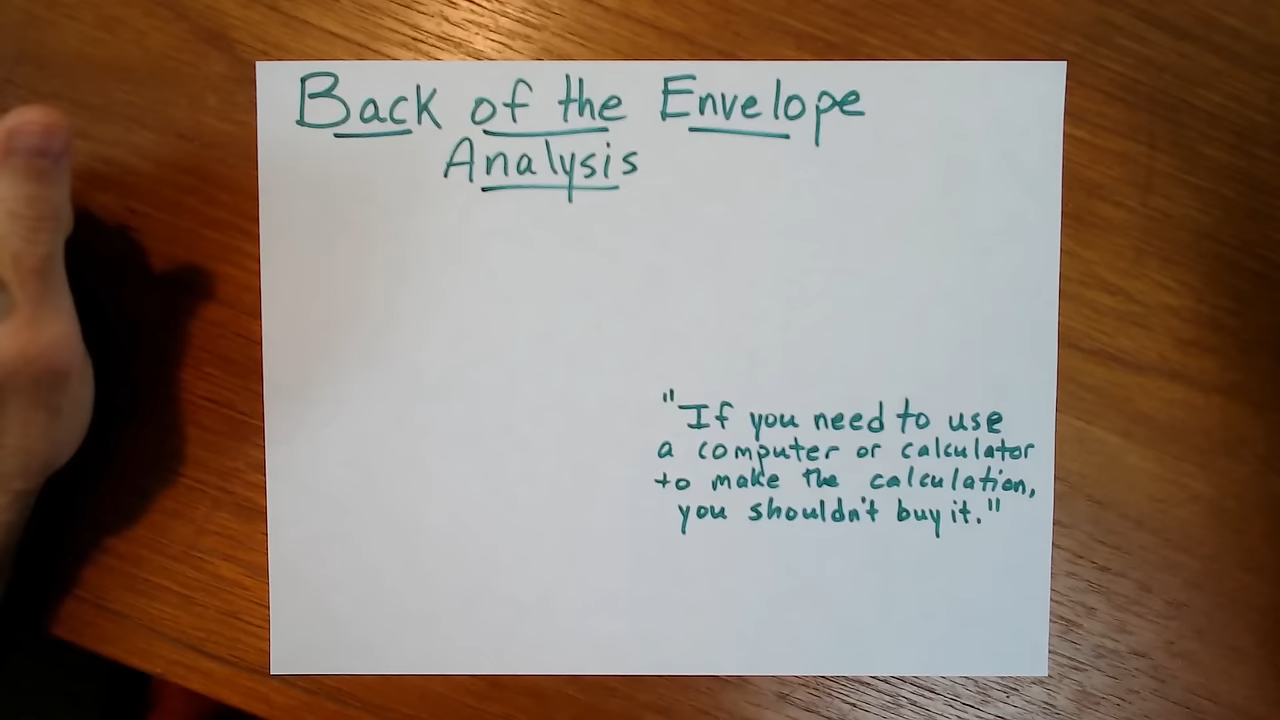 Back of the Envelope
Analysis
"If you need to use
a computer or calculator
to make the calculation,
you shouldn't buy it."